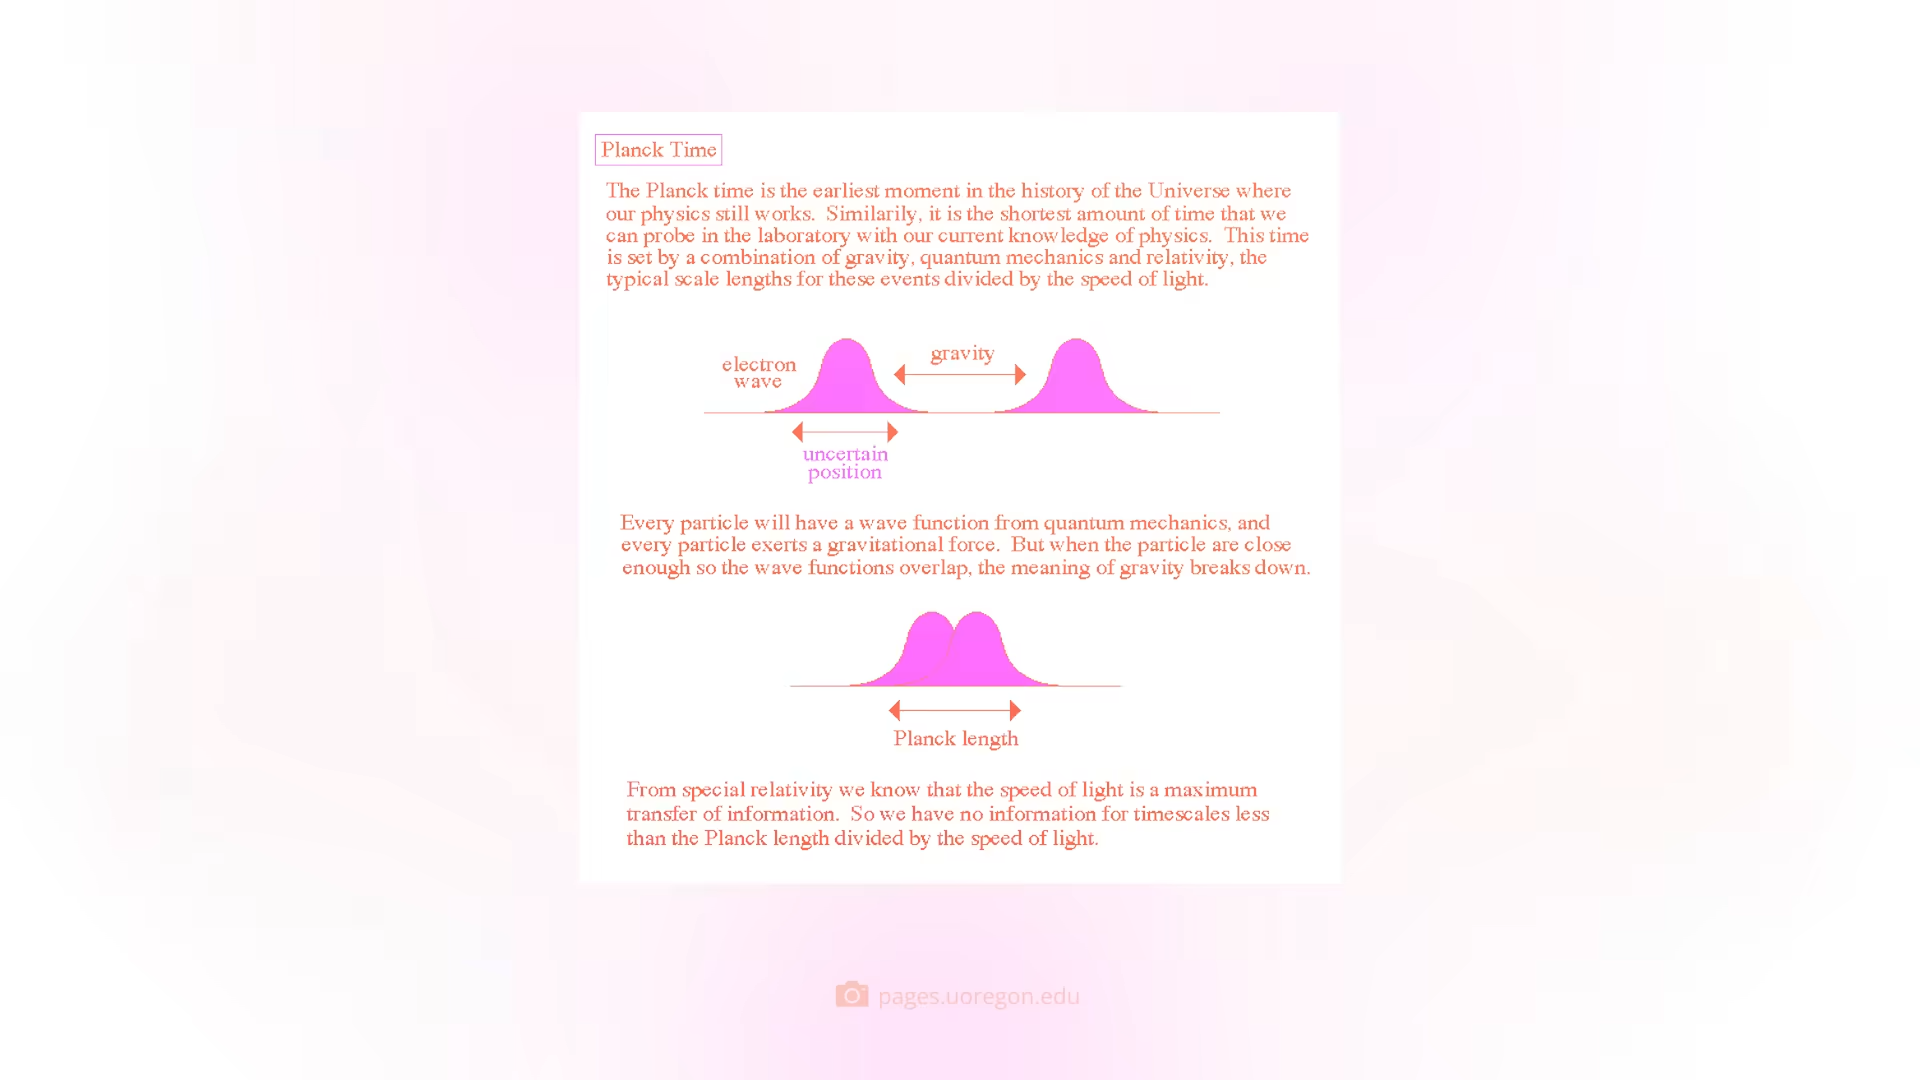 Planck Time
The Planck time is the earliest moment in the history of the Universe where
our physics still works.  Similarily, it is the shortest amount of time that we
can probe in the laboratory with our current knowledge of physics.  This time
is set by a combination of gravity, quantum mechanics and relativity, the
typical scale lengths for these events divided by the speed of light.
electron
wave
gravity
uncertain
position
Every particle will have a wave function from quantum mechanics, and
every particle exerts a gravitational force.  But when the particle are close
enough so the wave functions overlap, the meaning of gravity breaks down.
Planck length
From special relativity we know that the speed of light is a maximum
transfer of information.  So we have no information for timescales less
than the Planck length divided by the speed of light.
pages.uoregon.edu